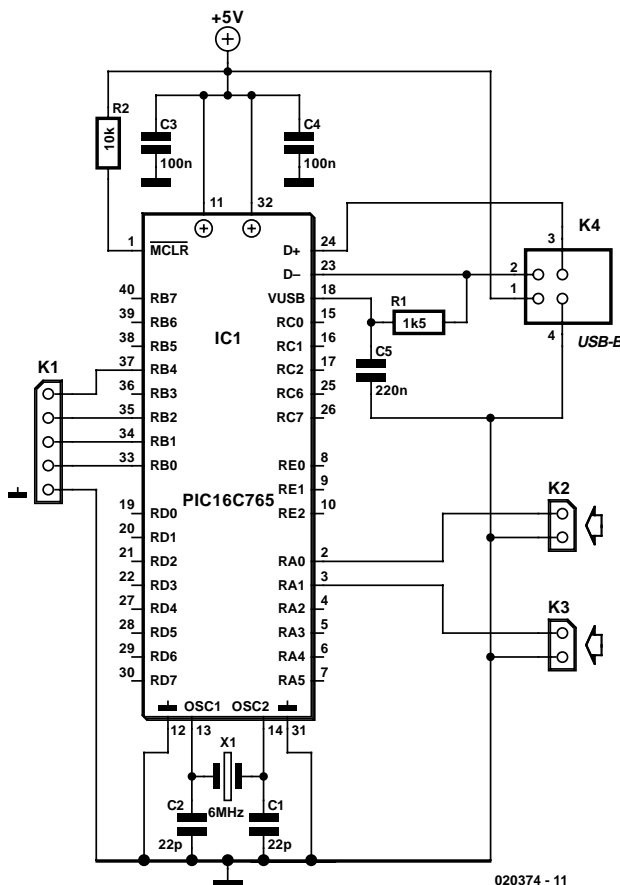 +5V
R2
10k
C3
100n
C4
100n
11
32
1
MCLR
D+
24
3
K4
D–
23
2
40
RB7
VUSB
18
1
39
RB6
IC1
RC0
15
R1
1k5
USB-B
38
RB5
RC1
16
4
K1
37
RB4
RC2
17
C5
220n
36
RB3
RC6
25
35
RB2
RC7
26
34
RB1
33
RB0
RE0
8
RE1
9
K2
PIC16C765
19
RD0
RE2
10
20
RD1
21
RD2
RA0
2
22
RD3
RA1
3
K3
27
RD4
RA2
4
28
RD5
RA3
5
29
RD6
RA4
6
30
RD7
RA5
7
OSC1
OSC2
12
13
14
31
X1
6MHz
C2
22p
C1
22p
020374 - 11